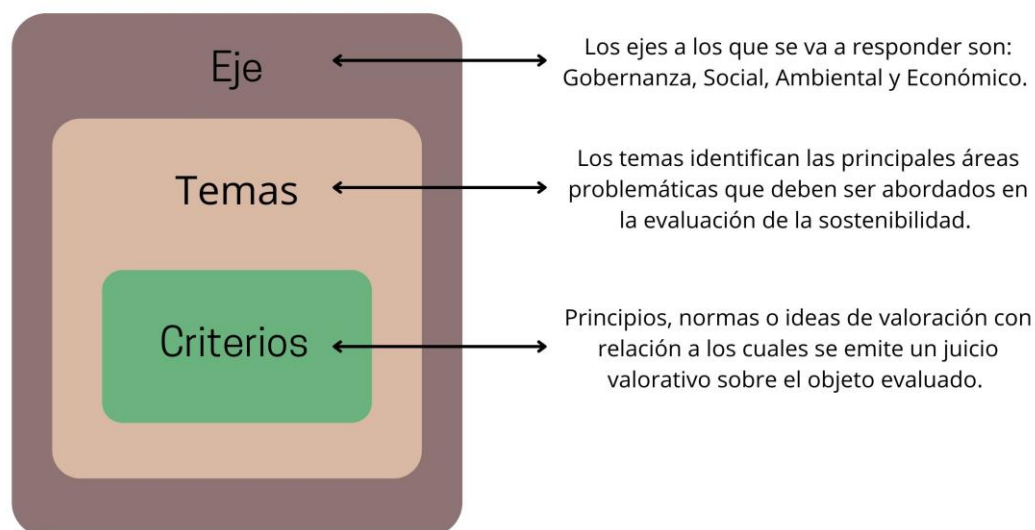 Eje
Los ejes a los que se va a responder son:
Gobernanza, Social, Ambiental y Económico.
Temas
Los temas identifican las principales áreas
problemáticas que deben ser abordados en
la evaluación de la sostenibilidad.
Criterios
Principios, normas o ideas de valoración con
relación a los cuales se emite un juicio
valorativo sobre el objeto evaluado.